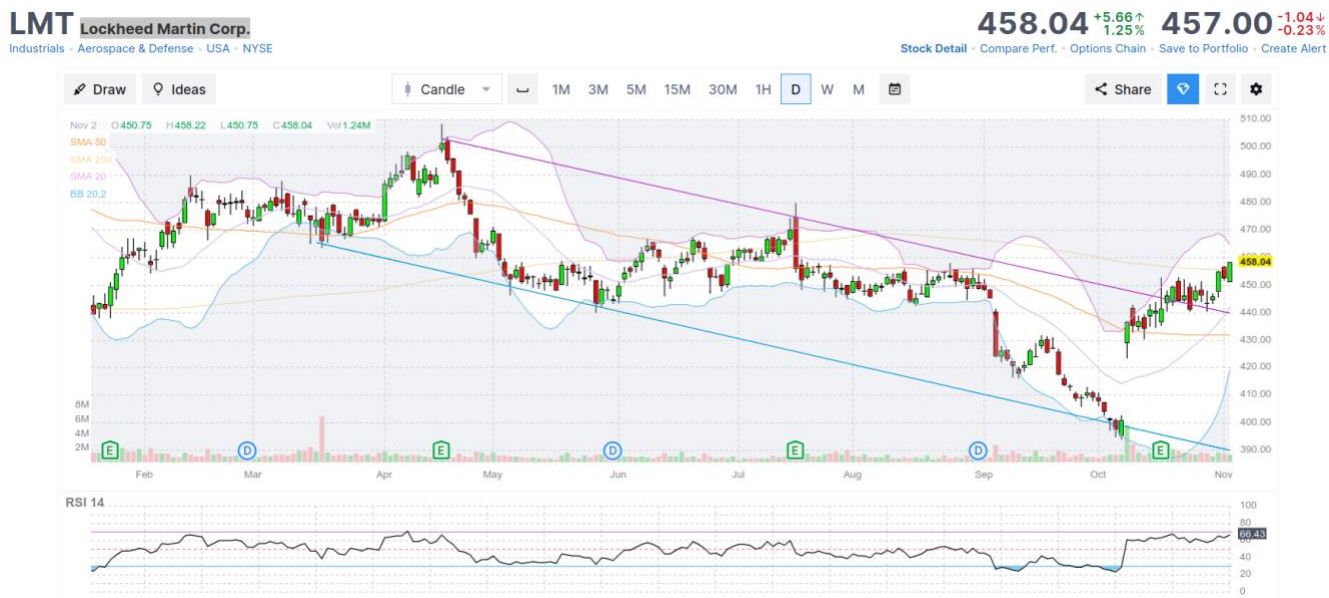 LMT Lockheed Martin Corp.
458.04 +5.66↑ 1.25% 457.00 -1.04↓ -0.23%
Industrials • Aerospace & Defense • USA • NYSE
Stock Detail • Compare Perf. • Options Chain • Save to Portfolio • Create Alert
Draw Ideas Candle 1M 3M 5M 15M 30M 1H D W M Share
Nov 2 O450.75 H458.22 L450.75 C458.04 Vol1.24M
SMA 50
SMA 200
SMA 20
BB 20,2
510.00
500.00
490.00
480.00
470.00
458.04
450.00
440.00
430.00
420.00
410.00
400.00
390.00
8M
6M
4M
2M
E D E D E D E
Feb Mar Apr May Jun Jul Aug Sep Oct Nov
RSI 14
100
80
66.43
40
20
0